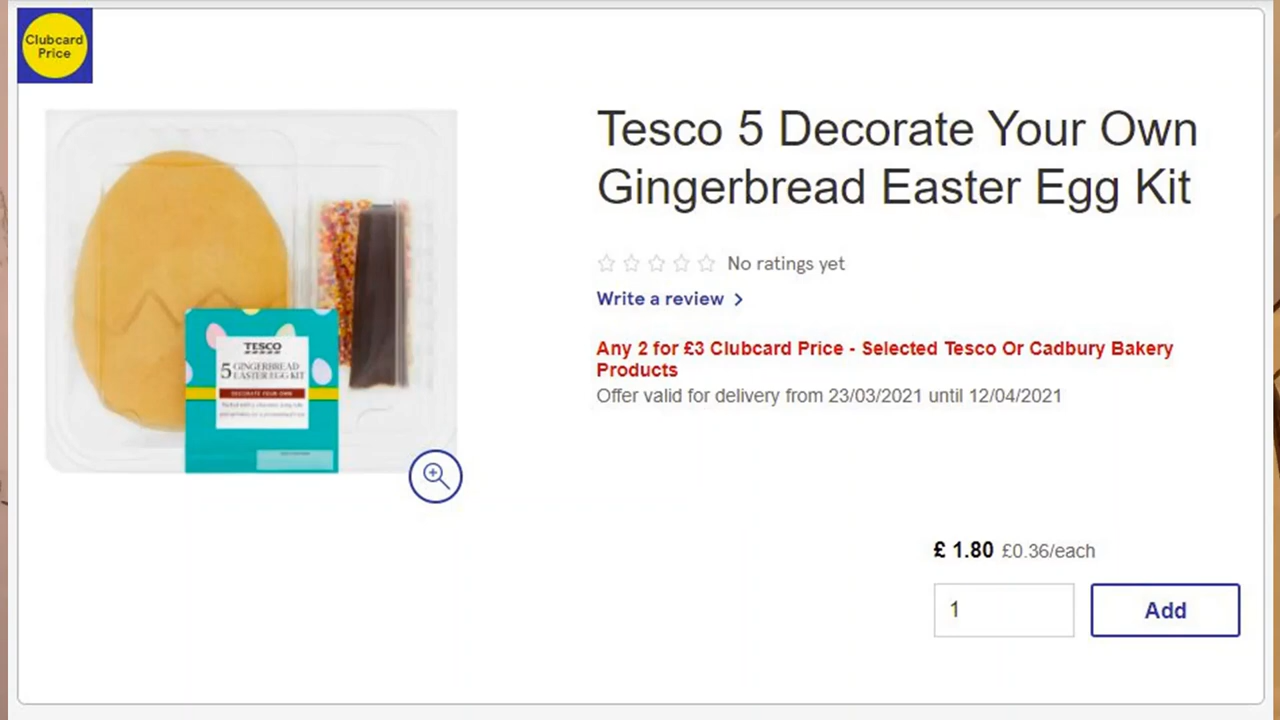 Clubcard
Price
Tesco 5 Decorate Your Own
Gingerbread Easter Egg Kit
No ratings yet
Write a review
Any 2 for £3 Clubcard Price - Selected Tesco Or Cadbury Bakery
Products
Offer valid for delivery from 23/03/2021 until 12/04/2021
TESCO
5 GINGERBREAD
EASTER EGG KIT
DECORATE YOUR OWN
£ 1.80 £0.36/each
1
Add